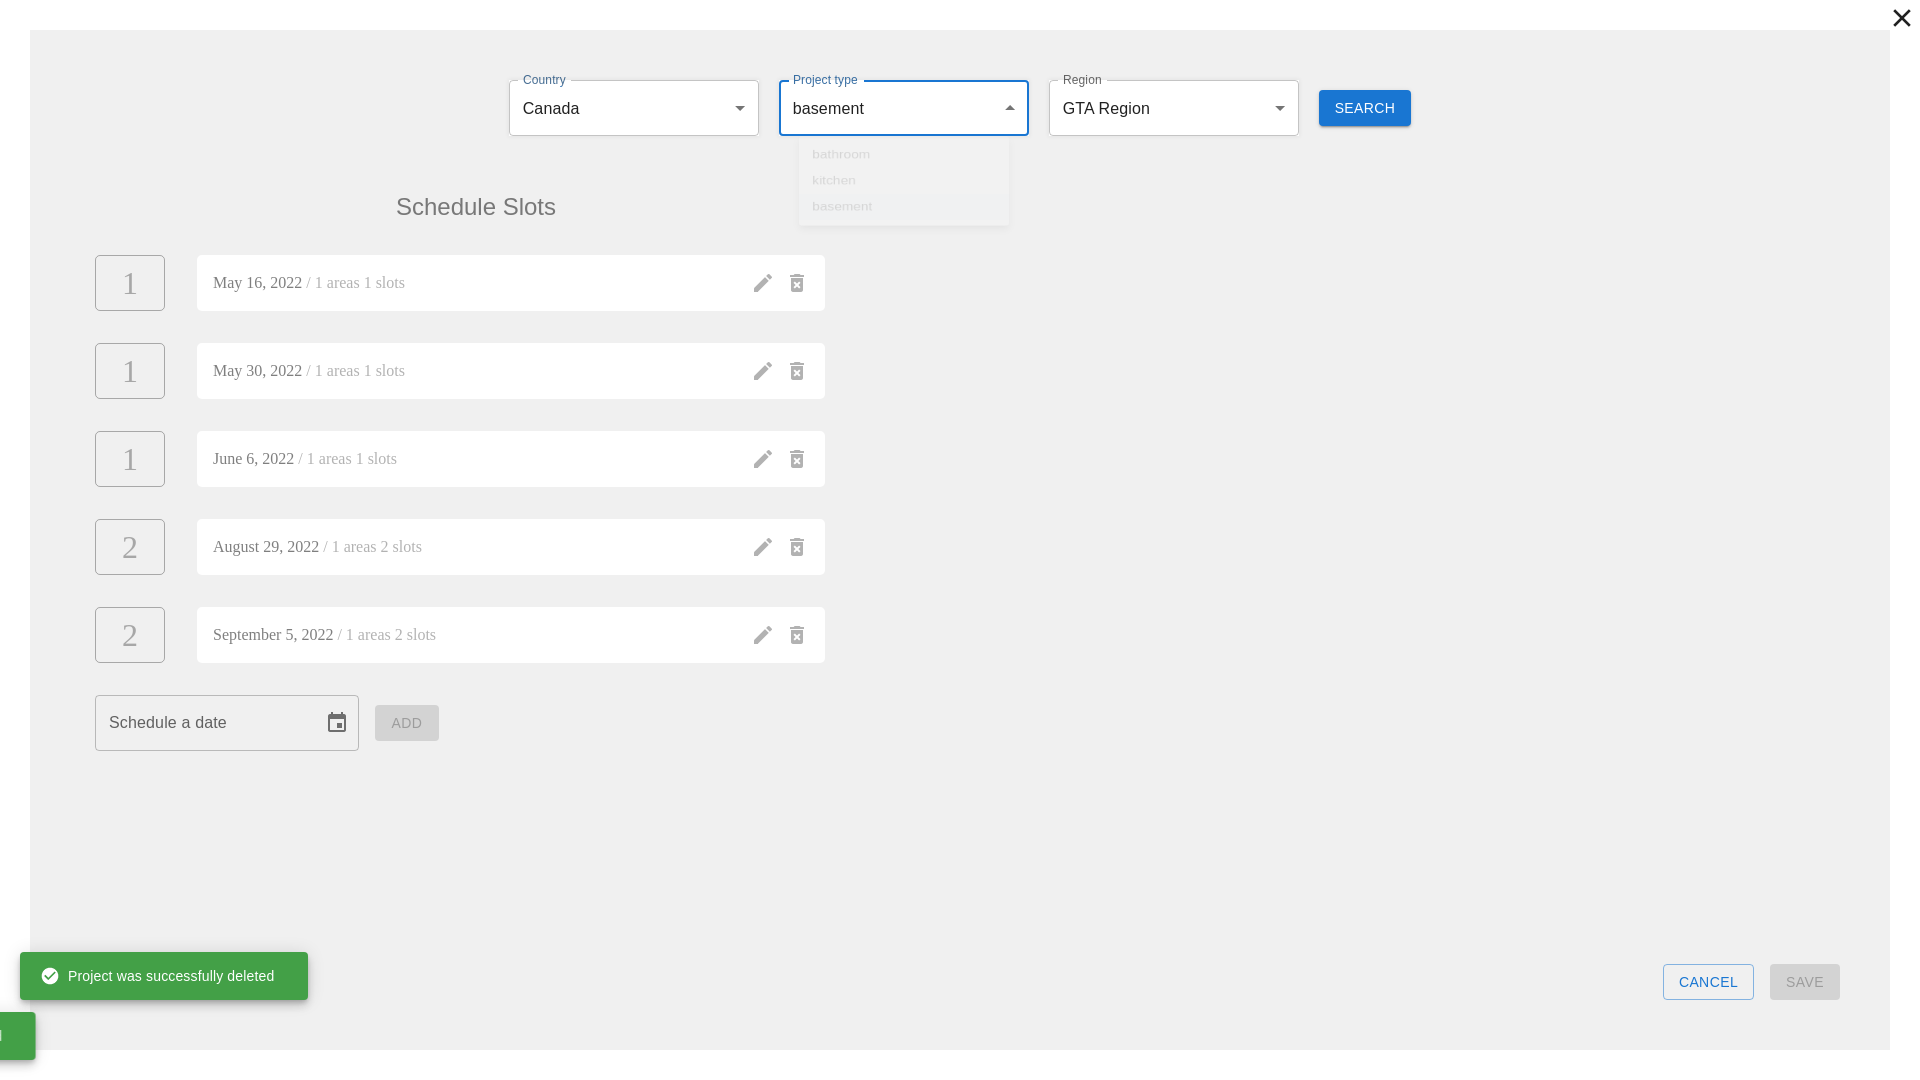 Country
Canada
Project type
basement
Region
GTA Region
SEARCH
bathroom
kitchen
basement
Schedule Slots
1
May 16, 2022 / 1 areas 1 slots
1
May 30, 2022 / 1 areas 1 slots
1
June 6, 2022 / 1 areas 1 slots
2
August 29, 2022 / 1 areas 2 slots
2
September 5, 2022 / 1 areas 2 slots
Schedule a date
ADD
Project was successfully deleted
CANCEL
SAVE